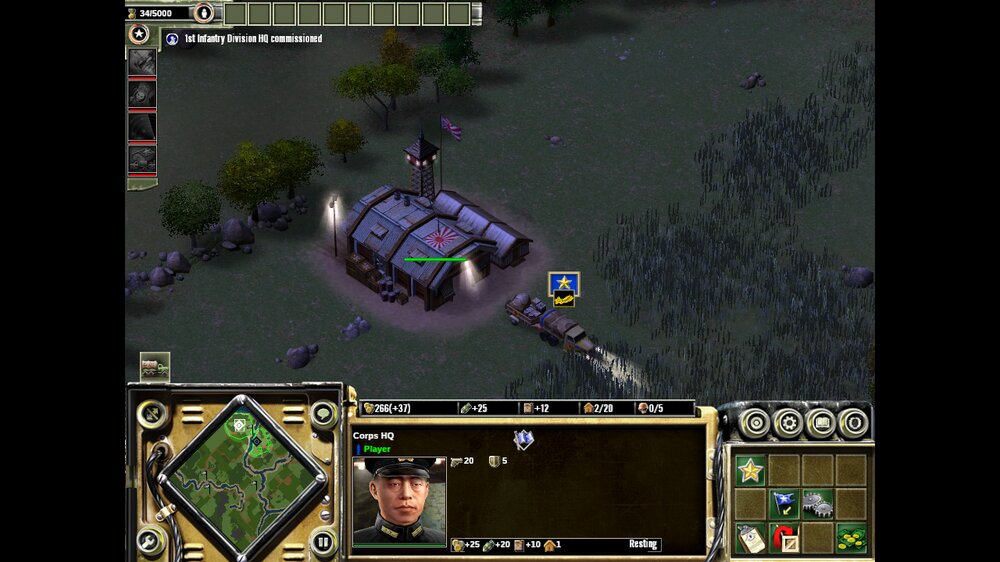 34/5000
1st Infantry Division HQ commissioned
266(+37) +25 +12 2/20 0/5
Corps HQ
Player
20 5
+25 +20 +10 1 Resting